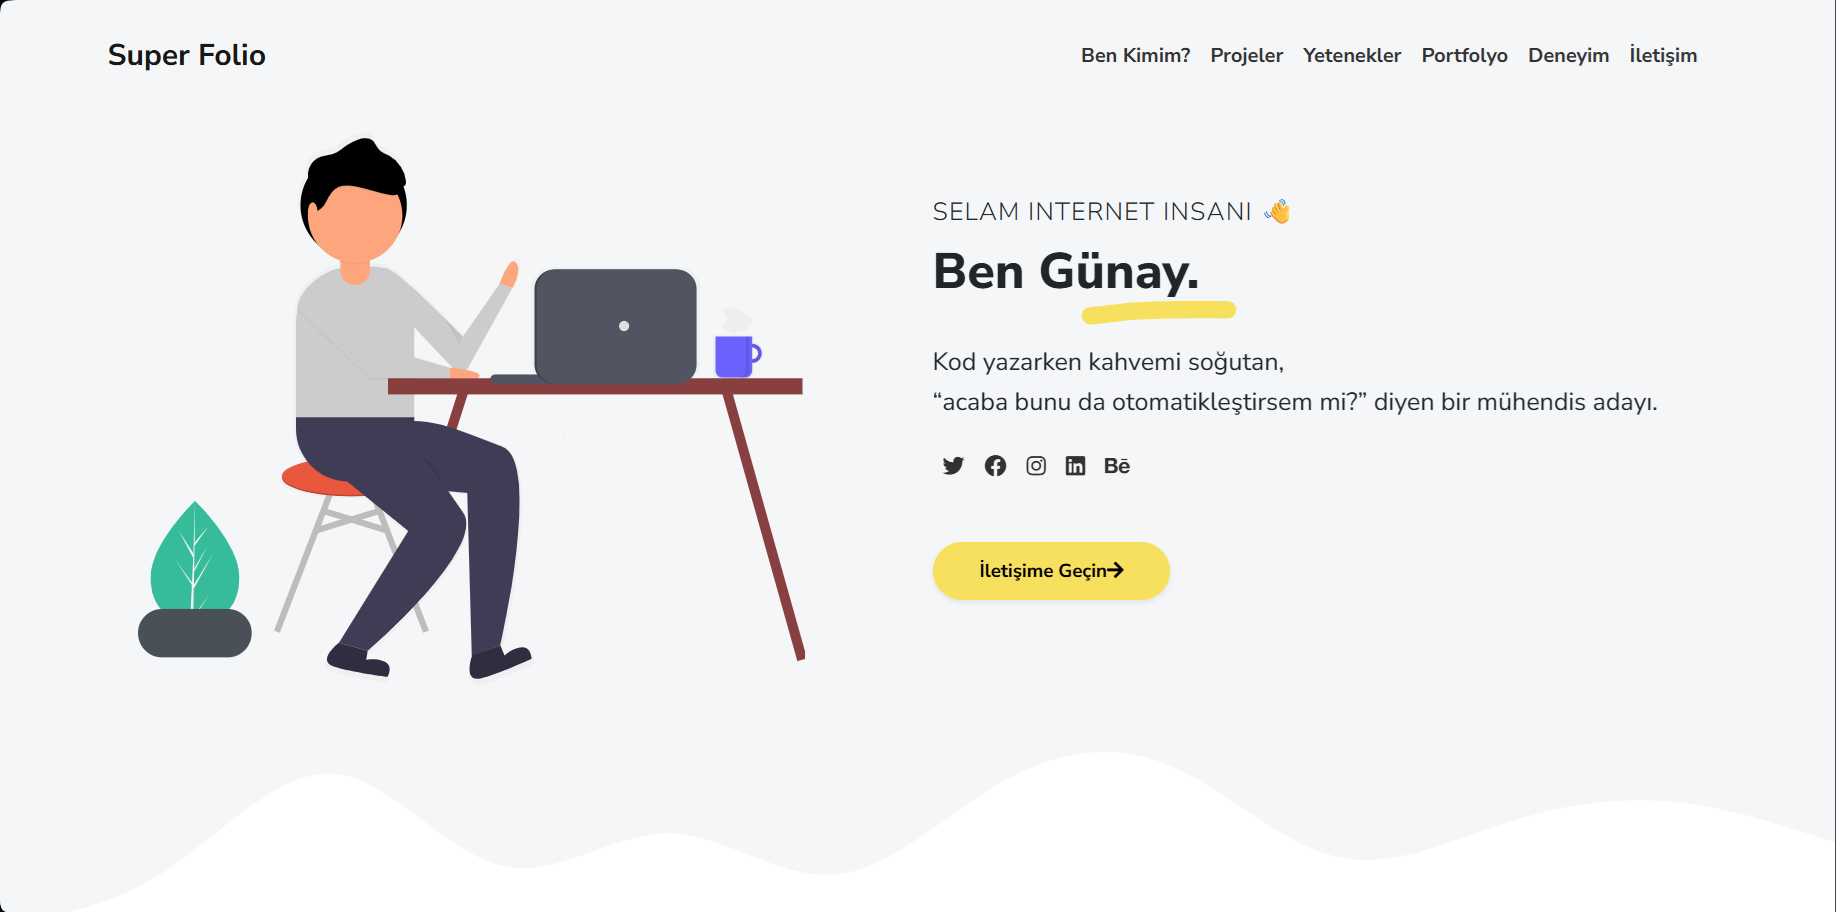 Super Folio
Ben Kimim? Projeler Yetenekler Portfolyo Deneyim İletişim
SELAM INTERNET INSANI 👋
Ben Günay.
Kod yazarken kahvemi soğutan,
“acaba bunu da otomatikleştirsem mi?” diyen bir mühendis adayı.
Bē
İletişime Geçin→